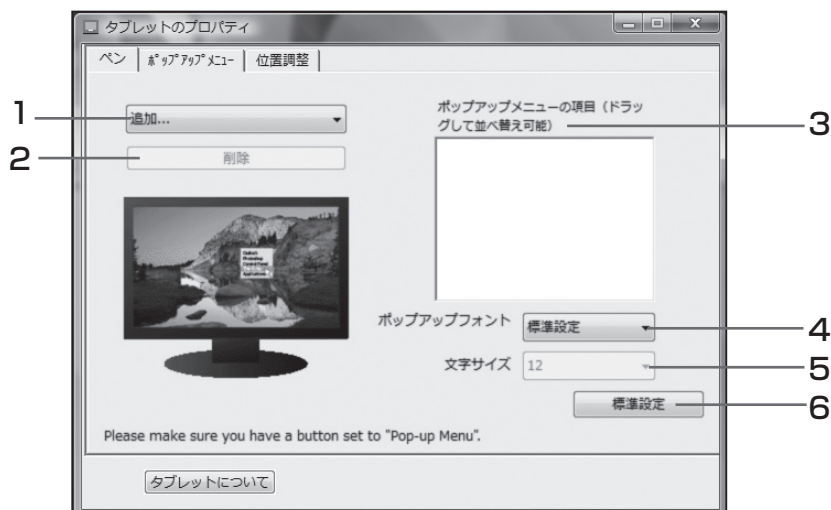 タブレットのプロパティ
ペン
ﾎﾟｯﾌﾟｱｯﾌﾟﾒﾆｭｰ
位置調整
1
追加...
ポップアップメニューの項目（ドラッ
グして並べ替え可能）
3
2
削除
ポップアップフォント
標準設定
4
文字サイズ
12
5
標準設定
6
Please make sure you have a button set to "Pop-up Menu".
タブレットについて